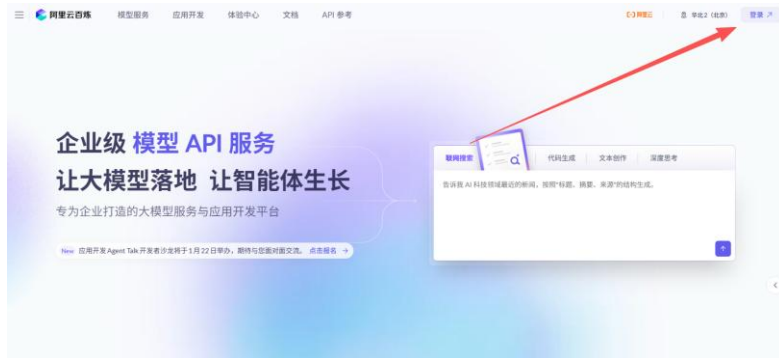 阿里云百炼 模型服务 应用开发 体验中心 文档 API 参考 阿里云 华北2（北京） 登录
企业级 模型 API 服务
让大模型落地 让智能体生长
专为企业打造的大模型服务与应用开发平台
New 应用开发 Agent Talk 开发者沙龙将于1月22日举办，期待与您面对面交流。 点击报名
联网搜索 代码生成 文本创作 深度思考
告诉我 AI 科技领域最近的新闻，按照"标题、摘要、来源"的结构生成。